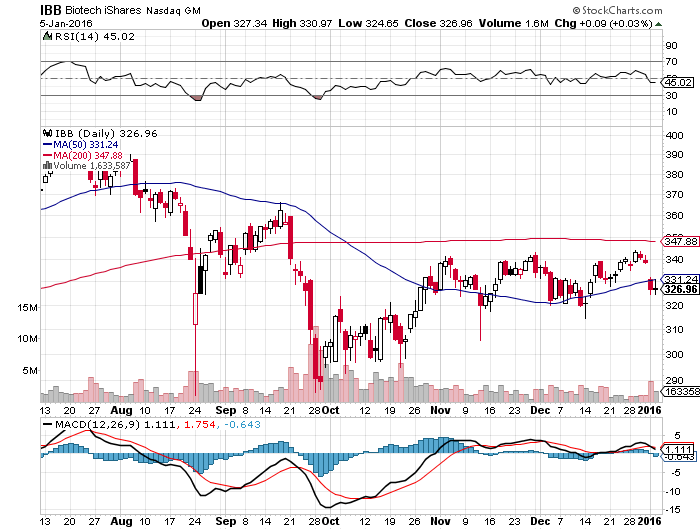 IBB Biotech iShares Nasdaq GM © StockCharts.com
5-Jan-2016 Open 327.34 High 330.97 Low 324.65 Close 326.96 Volume 1.6M Chg +0.09 (+0.03%)
RSI(14) 45.02
90
70
50
45.02
30
10
IBB (Daily) 326.96
MA(50) 331.24
MA(200) 347.88
Volume 1,633,587
400
390
380
370
360
350
347.88
340
331.24
326.96
320
310
300
290
280
15M
10M
5M
1633587
13 20 27 Aug 10 17 24 Sep 8 14 21 28 Oct 12 19 26 Nov 9 16 23 Dec 7 14 21 28 2016
MACD(12,26,9) 1.111, 1.754, -0.643
5
1.111
-0.643
-5
-10
-15
13 20 27 Aug 10 17 24 Sep 8 14 21 28 Oct 12 19 26 Nov 9 16 23 Dec 7 14 21 28 2016